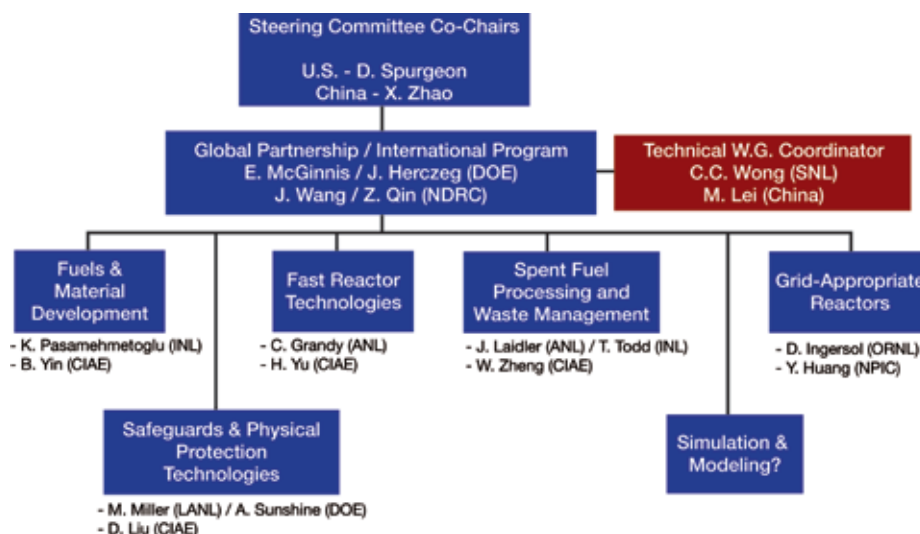 Steering Committee Co-Chairs
U.S. - D. Spurgeon
China - X. Zhao
Global Partnership / International Program
E. McGinnis / J. Herczeg (DOE)
J. Wang / Z. Qin (NDRC)
Technical W.G. Coordinator
C.C. Wong (SNL)
M. Lei (China)
Fuels &
Material
Development
- K. Pasamehmetoglu (INL)
- B. Yin (CIAE)
Fast Reactor
Technologies
- C. Grandy (ANL)
- H. Yu (CIAE)
Spent Fuel
Processing and
Waste Management
- J. Laidler (ANL) / T. Todd (INL)
- W. Zheng (CIAE)
Grid-Appropriate
Reactors
- D. Ingersol (ORNL)
- Y. Huang (NPIC)
Safeguards & Physical
Protection
Technologies
- M. Miller (LANL) / A. Sunshine (DOE)
- D. Liu (CIAE)
Simulation &
Modeling?